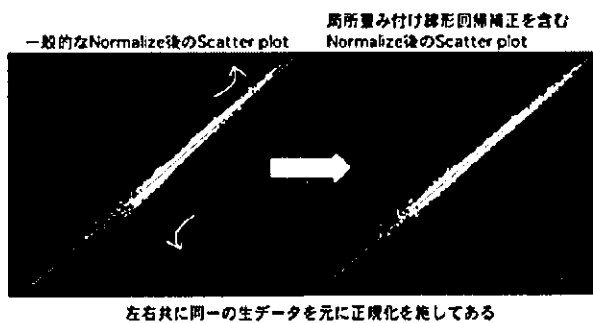 一般的なNormalize後のScatter plot
局所重み付け線形回帰補正を含む
Normalize後のScatter plot
左右共に同一の生データを元に正規化を施してある